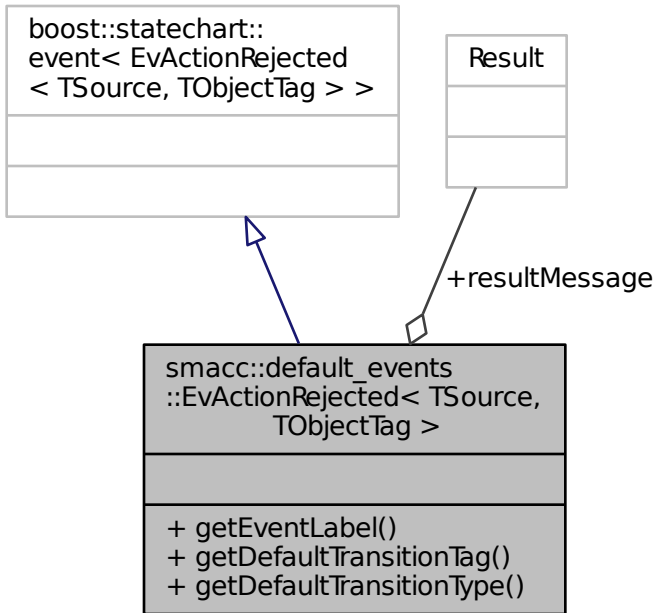 boost::statechart::
event< EvActionRejected
< TSource, TObjectTag > >
Result
+resultMessage
smacc::default_events
::EvActionRejected< TSource,
TObjectTag >
+ getEventLabel()
+ getDefaultTransitionTag()
+ getDefaultTransitionType()